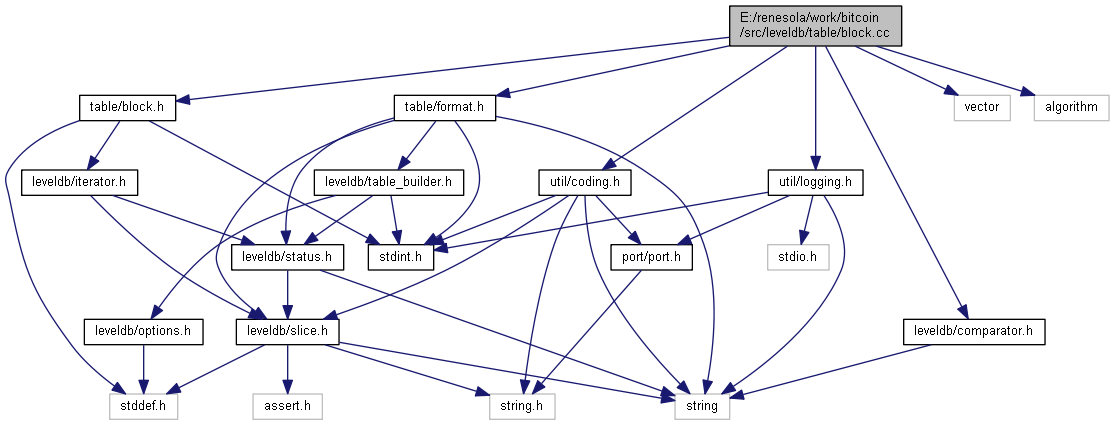 E:/renesola/work/bitcoin
/src/leveldb/table/block.cc
table/block.h
table/format.h
vector
algorithm
leveldb/iterator.h
leveldb/table_builder.h
util/coding.h
util/logging.h
leveldb/status.h
stdint.h
port/port.h
stdio.h
leveldb/options.h
leveldb/slice.h
leveldb/comparator.h
stddef.h
assert.h
string.h
string